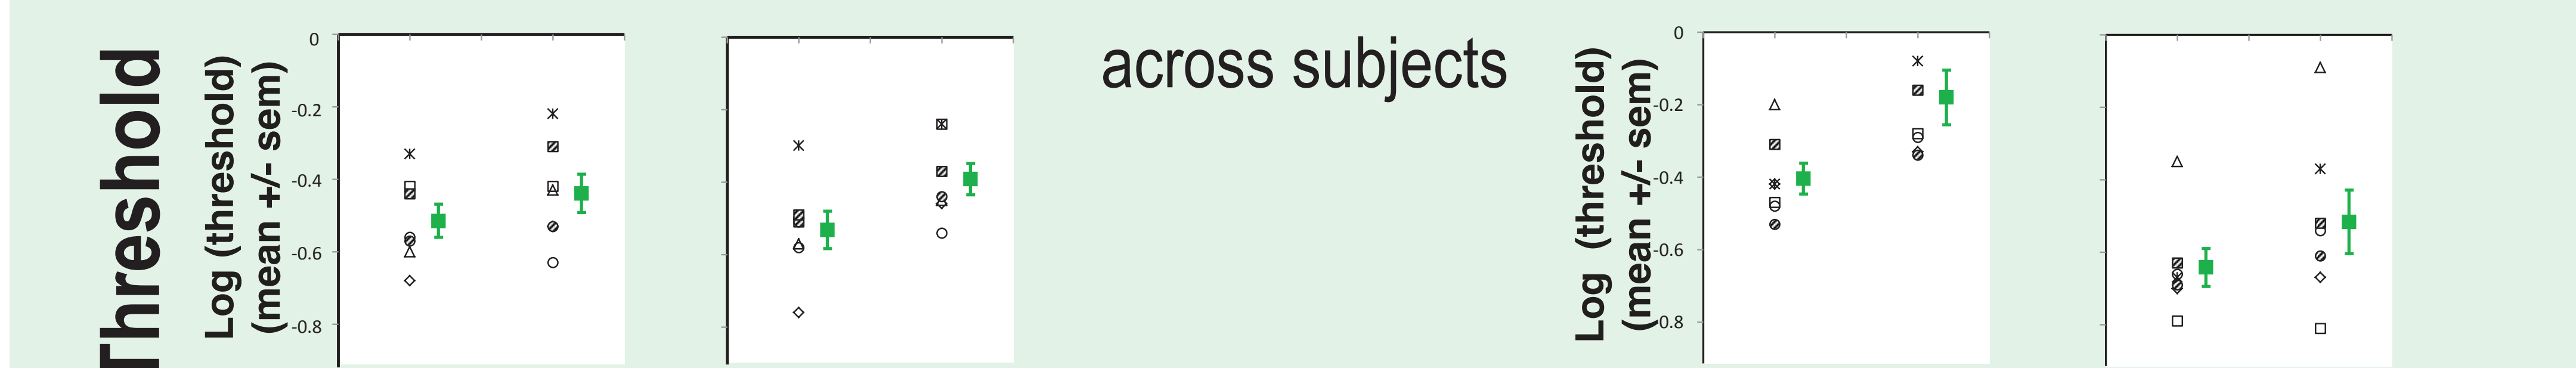 Threshold
Log (threshold)
(mean +/- sem)
0
-0.2
-0.4
-0.6
-0.8
across subjects
Log (threshold)
(mean +/- sem)
0
-0.2
-0.4
-0.6
0.8